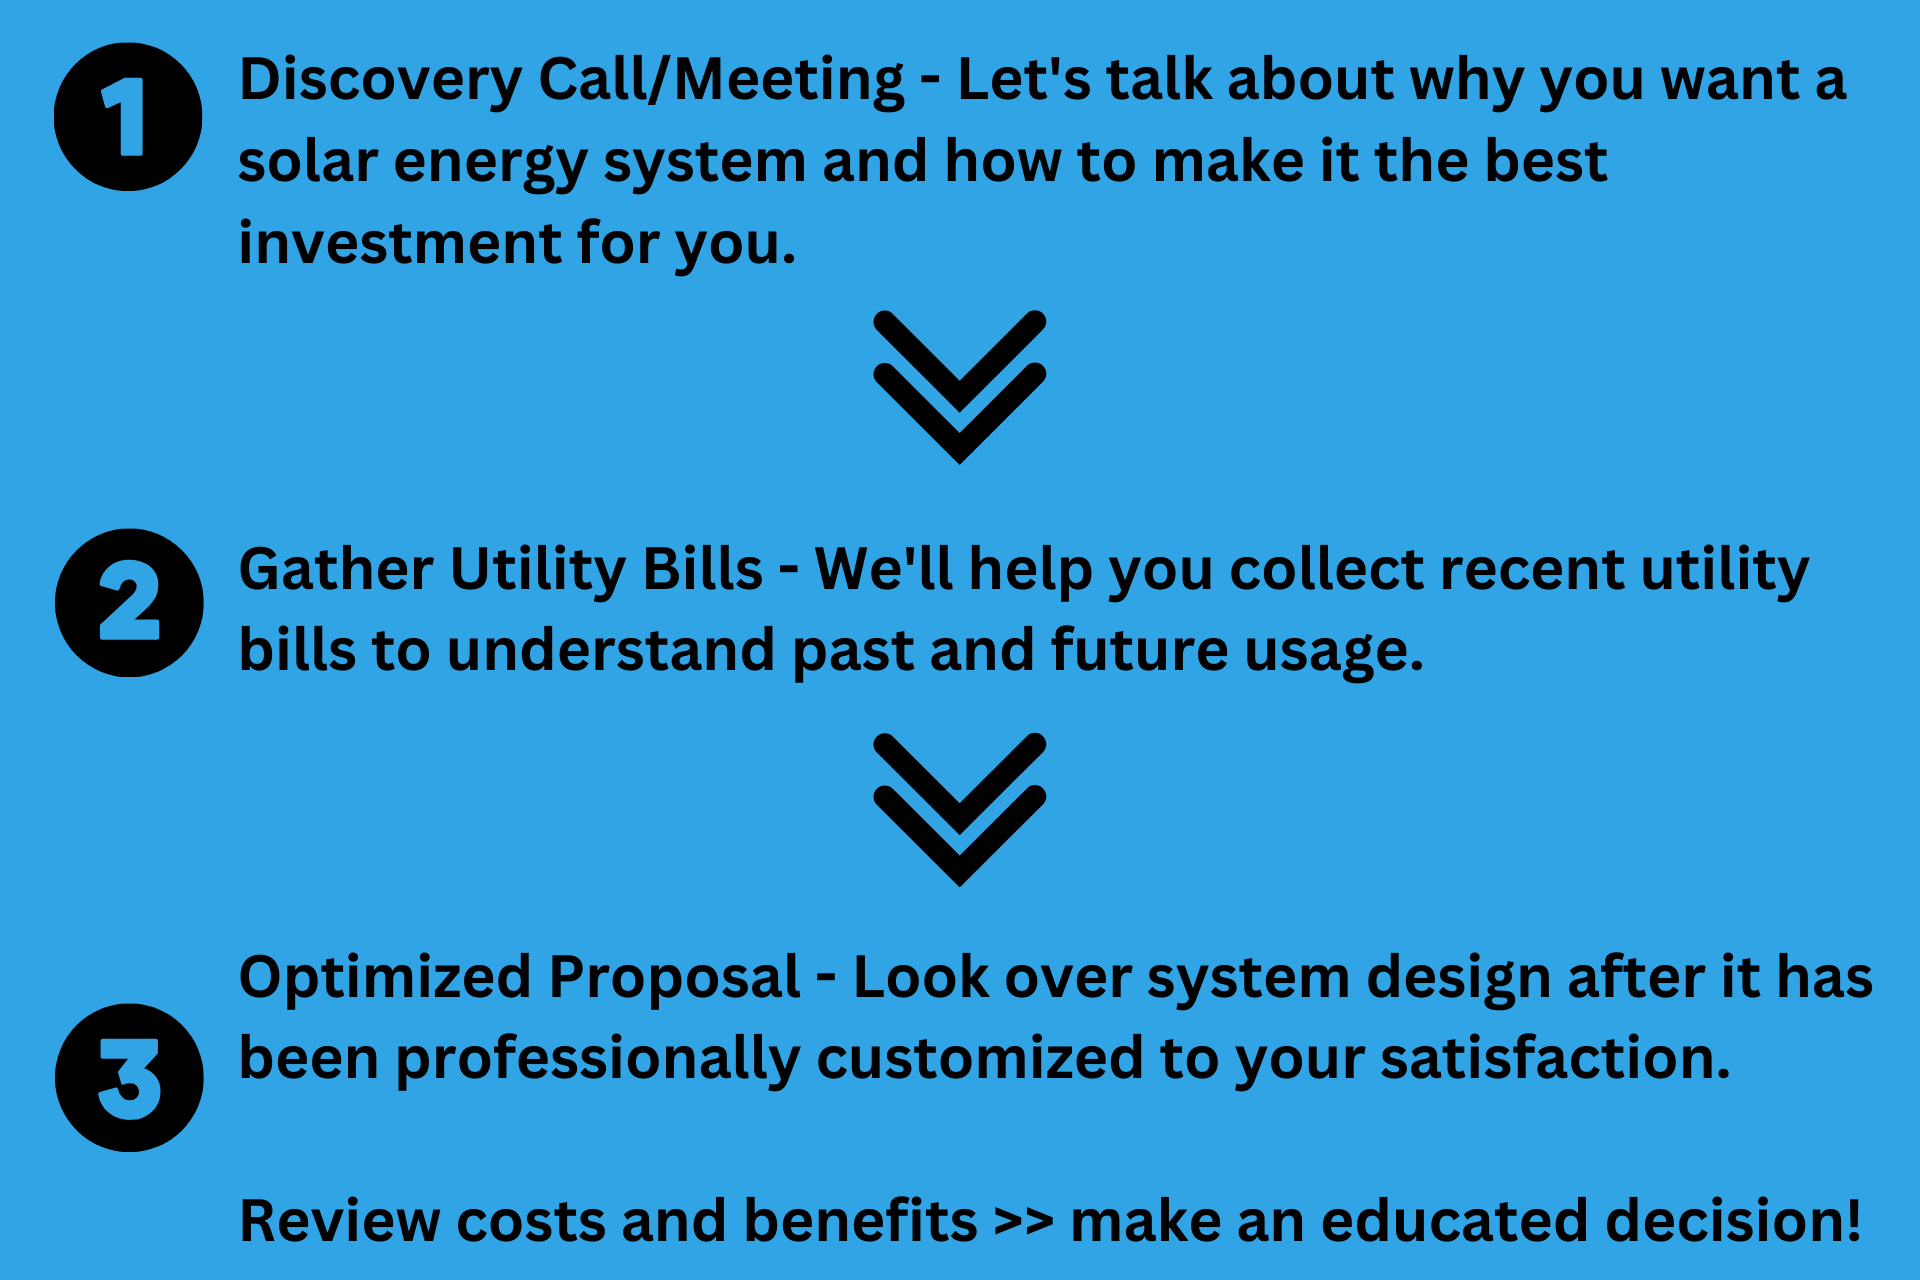 1
Discovery Call/Meeting - Let's talk about why you want a
solar energy system and how to make it the best
investment for you.
2
Gather Utility Bills - We'll help you collect recent utility
bills to understand past and future usage.
3
Optimized Proposal - Look over system design after it has
been professionally customized to your satisfaction.
Review costs and benefits >> make an educated decision!